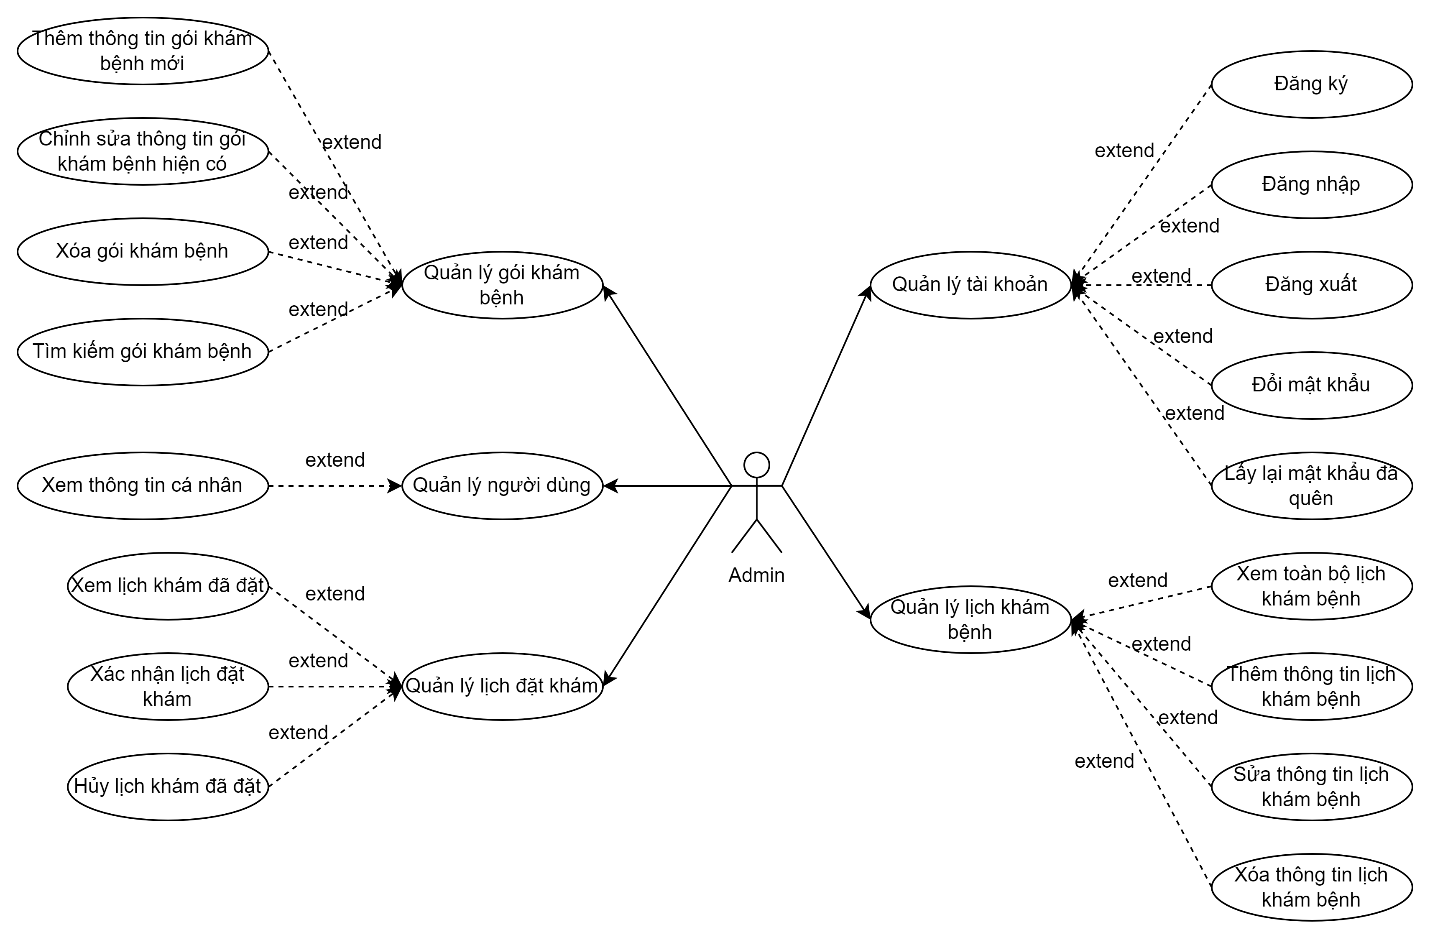 Thêm thông tin gói khám
bệnh mới
extend
Chỉnh sửa thông tin gói
khám bệnh hiện có
extend
Xóa gói khám bệnh
extend
Tìm kiếm gói khám bệnh
extend
Quản lý gói khám
bệnh
Xem thông tin cá nhân
extend
Quản lý người dùng
Xem lịch khám đã đặt
extend
Xác nhận lịch đặt
khám
extend
Hủy lịch khám đã đặt
extend
Quản lý lịch đặt khám
Admin
Quản lý tài khoản
extend
Đăng ký
extend
Đăng nhập
extend
Đăng xuất
extend
Đổi mật khẩu
extend
Lấy lại mật khẩu đã
quên
Quản lý lịch khám
bệnh
extend
Xem toàn bộ lịch
khám bệnh
extend
Thêm thông tin lịch
khám bệnh
extend
Sửa thông tin lịch
khám bệnh
extend
Xóa thông tin lịch
khám bệnh